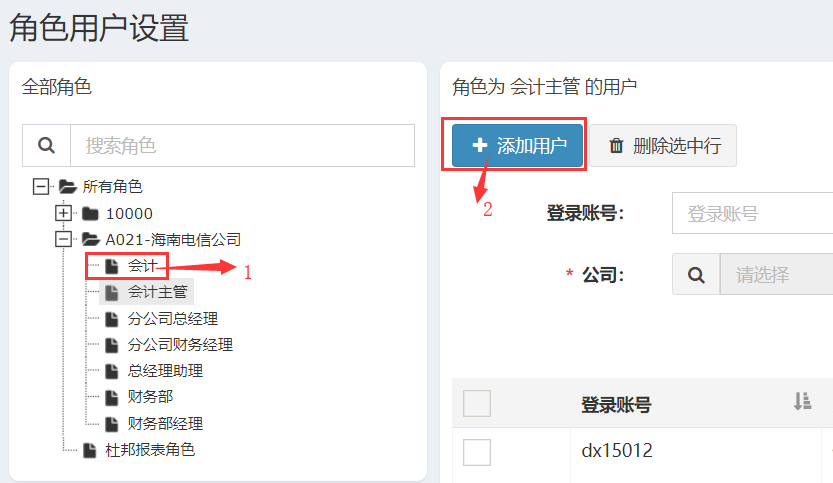 角色用户设置
全部角色
搜索角色
所有角色
10000
A021-海南电信公司
会计
1
会计主管
分公司总经理
分公司财务经理
总经理助理
财务部
财务部经理
杜邦报表角色
角色为 会计主管 的用户
添加用户 删除选中行
2
登录账号: 登录账号
* 公司: 请选择
登录账号
dx15012